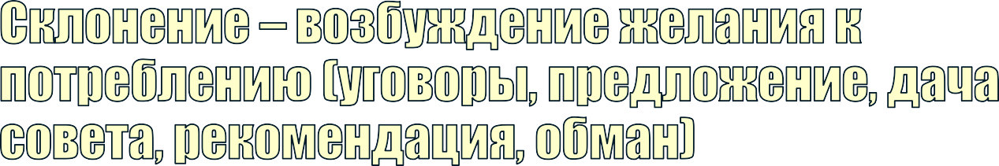 Склонение – возбуждение желания к
потреблению (уговоры, предложение, дача
совета, рекомендация, обман)